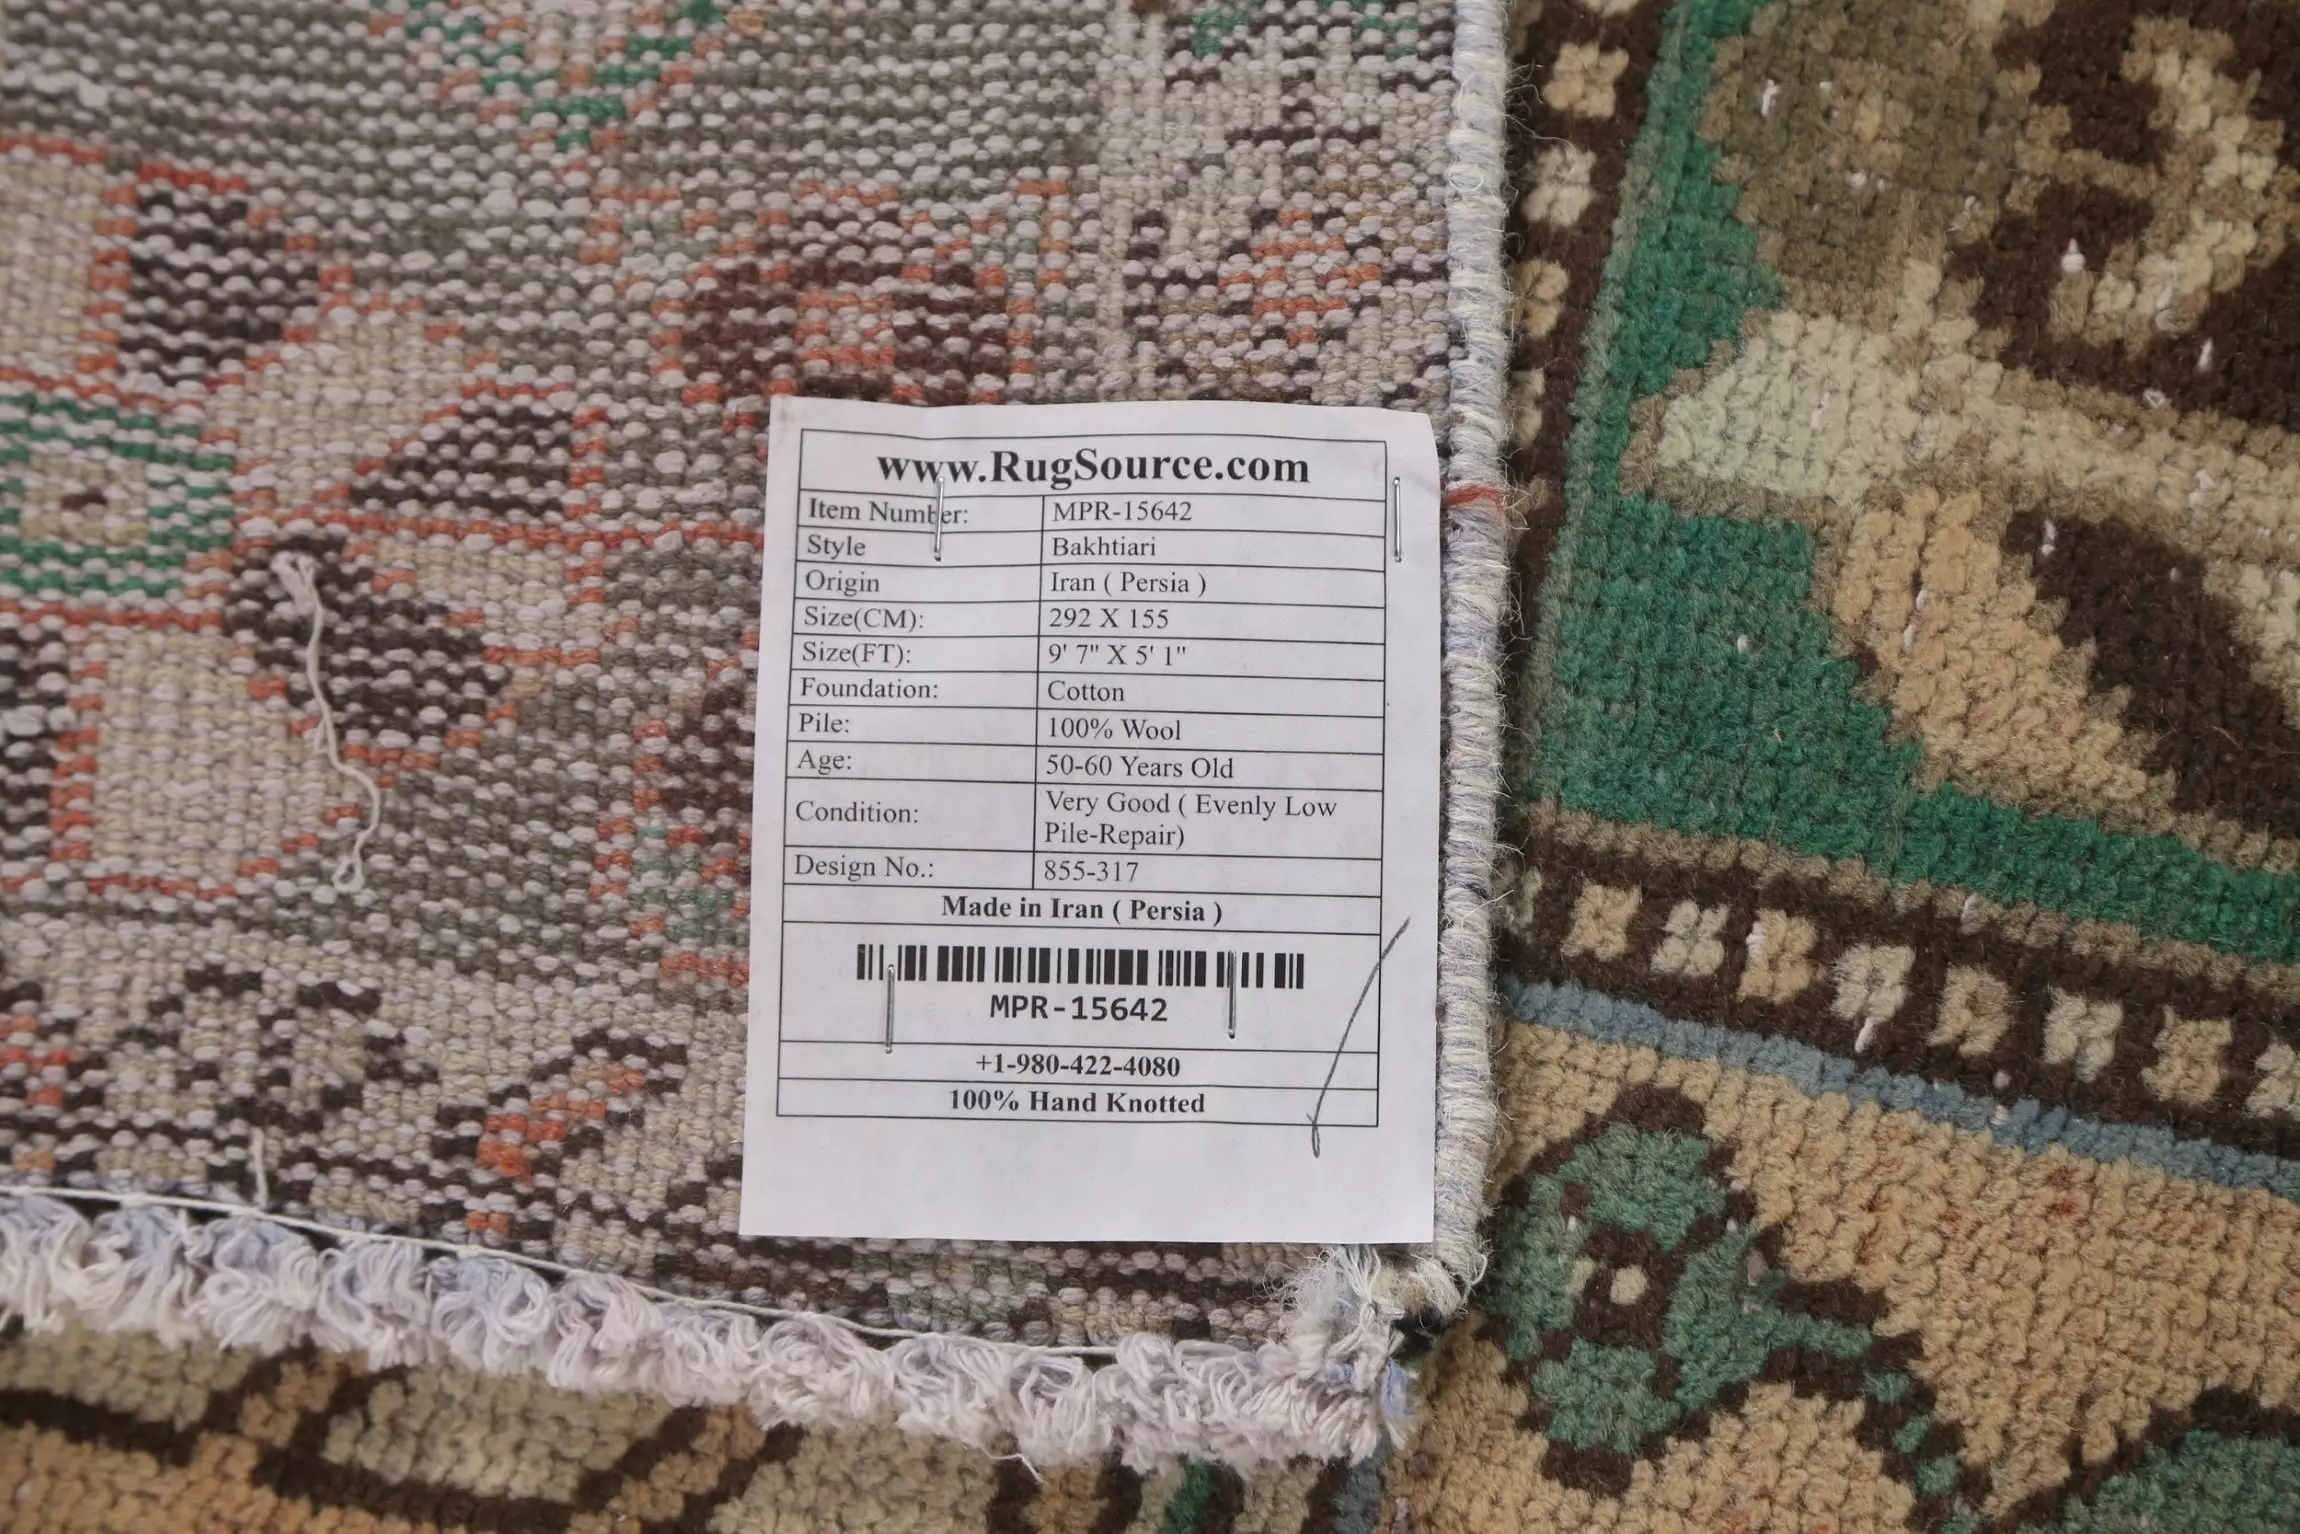 www.RugSource.com
Item Number: MPR-15642
Style Bakhtiari
Origin Iran ( Persia )
Size(CM): 292 X 155
Size(FT): 9' 7" X 5' 1"
Foundation: Cotton
Pile: 100% Wool
Age: 50-60 Years Old
Condition: Very Good ( Evenly Low
Pile-Repair)
Design No.: 855-317
Made in Iran ( Persia )
MPR-15642
+1-980-422-4080
100% Hand Knotted